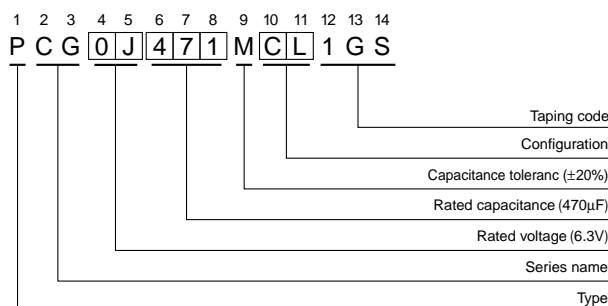 1 2 3 4 5 6 7 8 9 10 11 12 13 14
P C G 0 J 4 7 1 M C L 1 G S
Taping code
Configuration
Capacitance toleranc (±20%)
Rated capacitance (470μF)
Rated voltage (6.3V)
Series name
Type